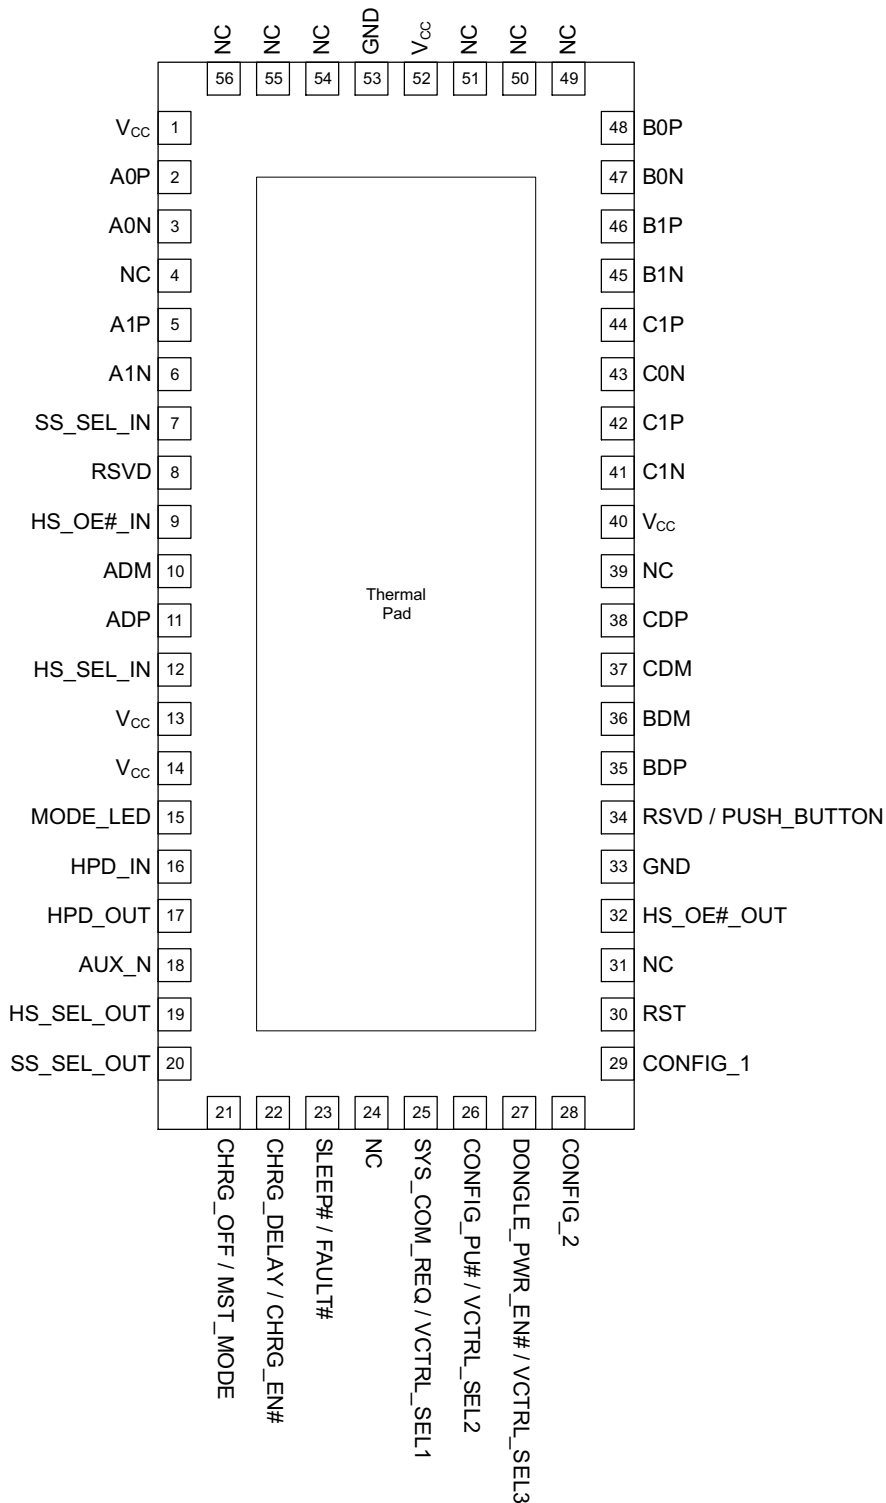 NC
NC
NC
GND
VCC
NC
NC
NC
56
55
54
53
52
51
50
49
VCC 1
A0P 2
A0N 3
NC 4
A1P 5
A1N 6
SS_SEL_IN 7
RSVD 8
HS_OE#_IN 9
ADM 10
ADP 11
HS_SEL_IN 12
VCC 13
VCC 14
MODE_LED 15
HPD_IN 16
HPD_OUT 17
AUX_N 18
HS_SEL_OUT 19
SS_SEL_OUT 20
Thermal
Pad
48 B0P
47 B0N
46 B1P
45 B1N
44 C1P
43 C0N
42 C1P
41 C1N
40 VCC
39 NC
38 CDP
37 CDM
36 BDM
35 BDP
34 RSVD / PUSH_BUTTON
33 GND
32 HS_OE#_OUT
31 NC
30 RST
29 CONFIG_1
21
22
23
24
25
26
27
28
CHRG_OFF / MST_MODE
CHRG_DELAY / CHRG_EN#
SLEEP# / FAULT#
NC
SYS_COM_REQ / VCTRL_SEL1
CONFIG_PU# / VCTRL_SEL2
DONGLE_PWR_EN# / VCTRL_SEL3
CONFIG_2